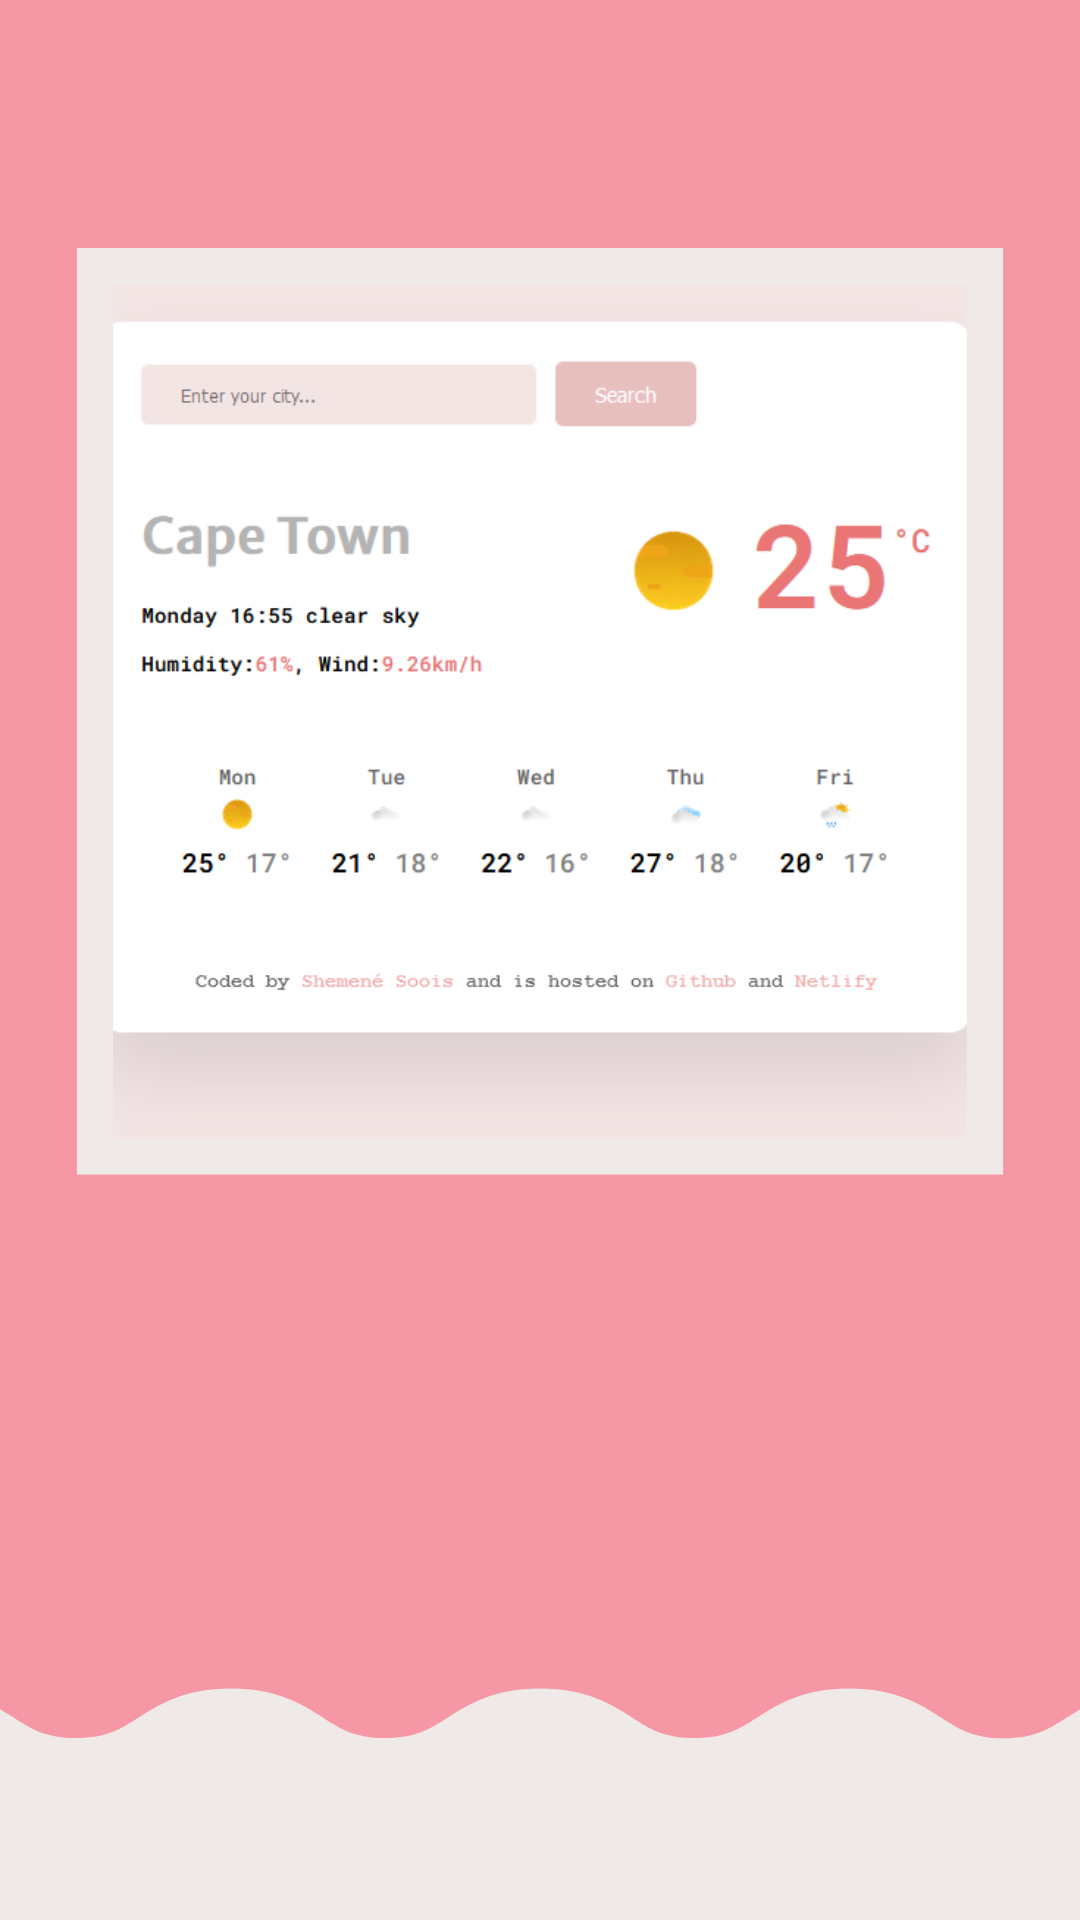 Enter your city...
Search
Cape Town
25 °C
Monday 16:55 clear sky
Humidity:61%, Wind:9.26km/h
Mon Tue Wed Thu Fri
25° 17° 21° 18° 22° 16° 27° 18° 20° 17°
Coded by Shemené Soois and is hosted on Github and Netlify